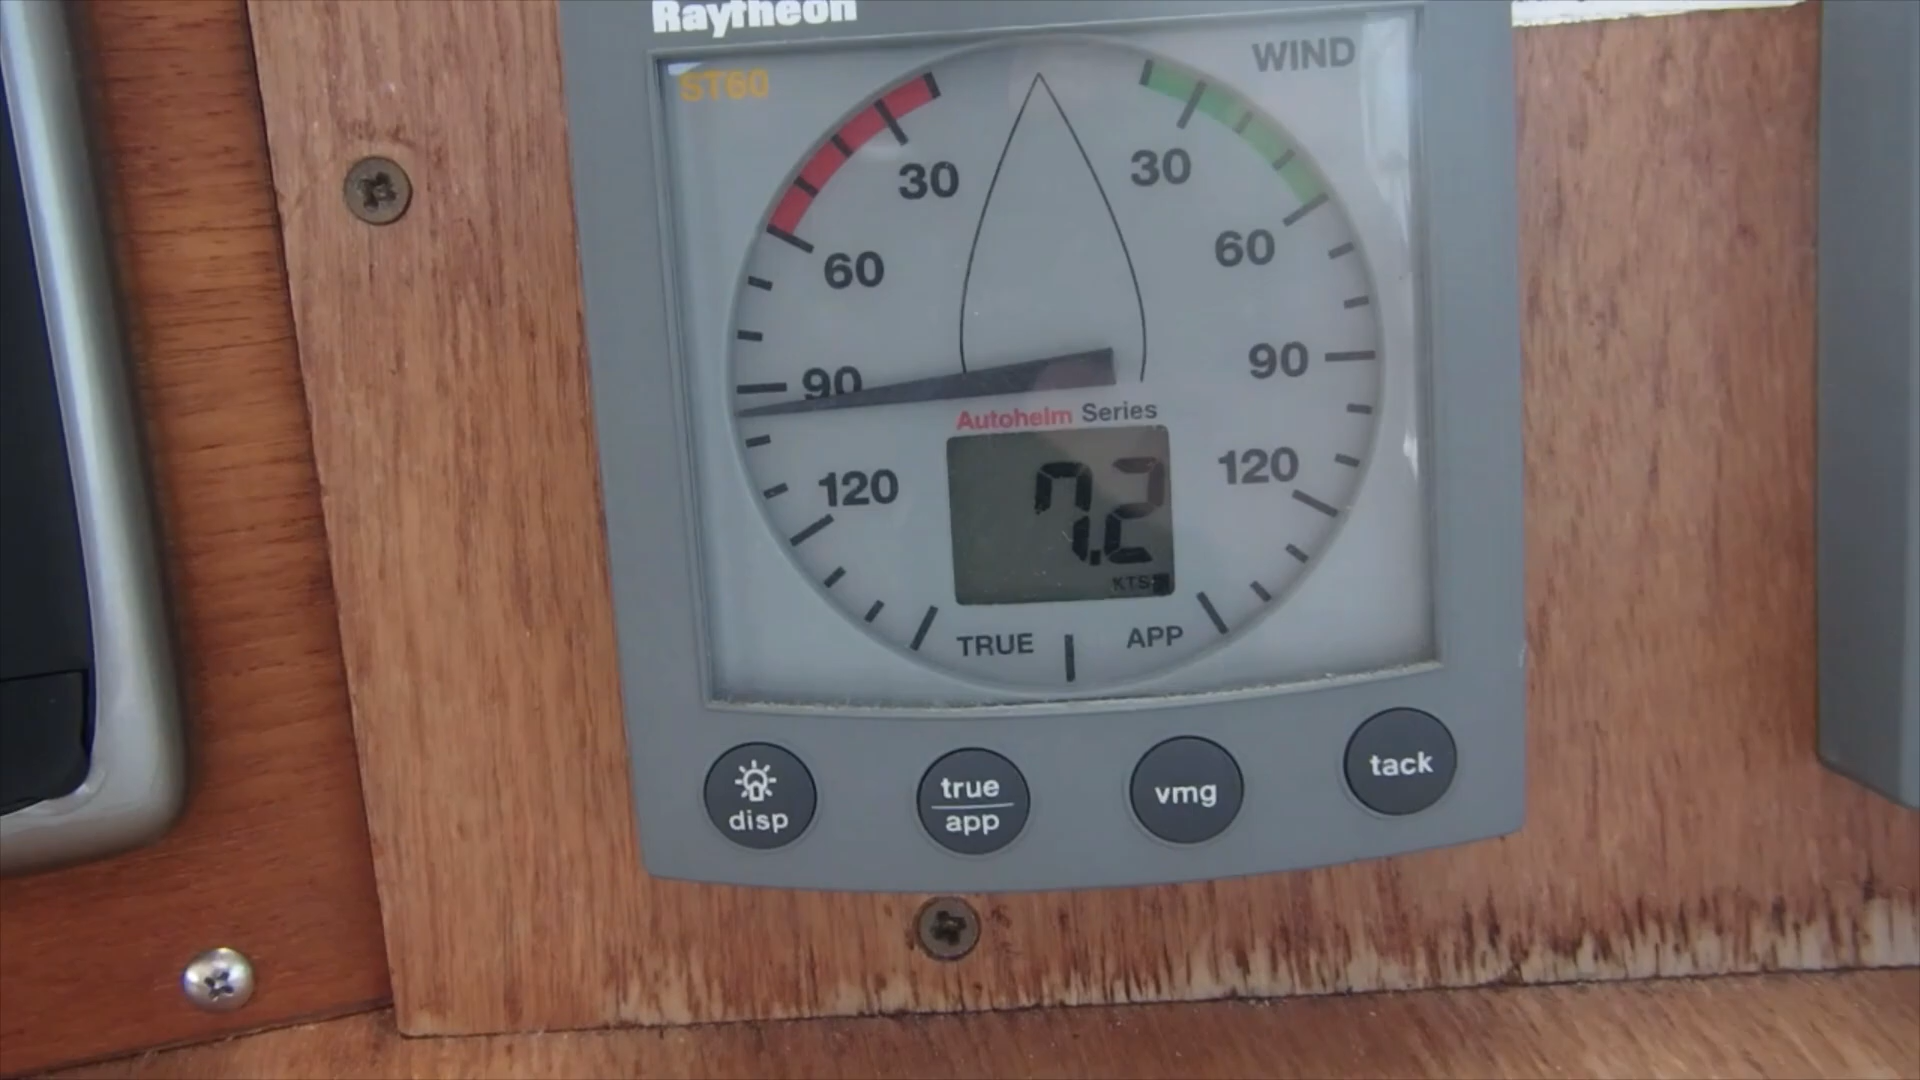 Raytheon
ST60
WIND
30
30
60
60
90
90
Autohelm Series
7.2
120
120
KTS
TRUE
APP
disp
true
app
vmg
tack